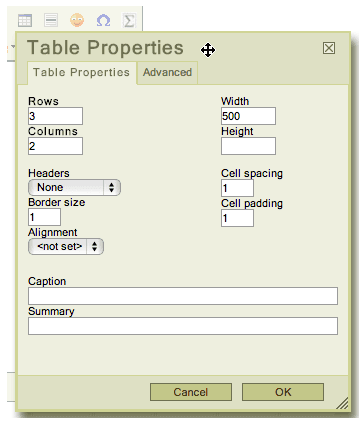 Table Properties
Table Properties Advanced
Rows Width
3 500
Columns Height
2
Headers Cell spacing
None 1
Border size Cell padding
1 1
Alignment
<not set>
Caption
Summary
Cancel OK